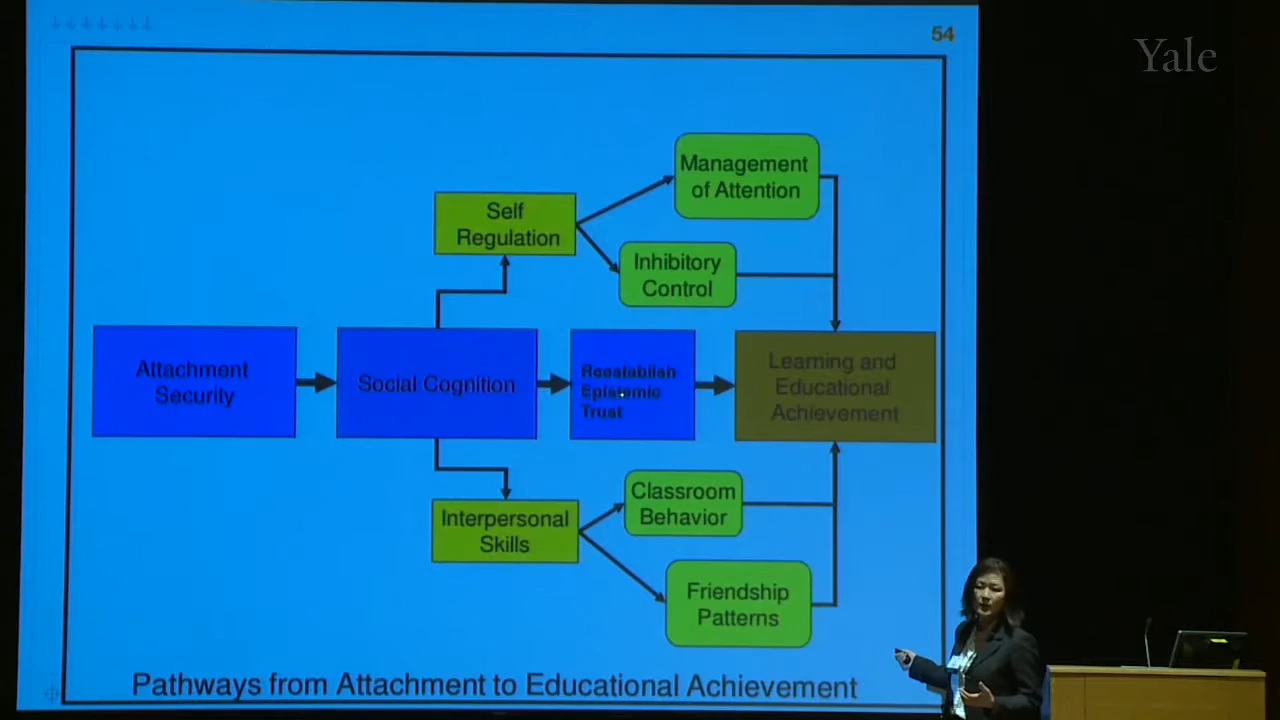 54
Yale
Management
of Attention
Self
Regulation
Inhibitory
Control
Attachment
Security
Social Cognition
Reestablish
Epistemic
Trust
Learning and
Educational
Achievement
Classroom
Behavior
Interpersonal
Skills
Friendship
Patterns
Pathways from Attachment to Educational Achievement